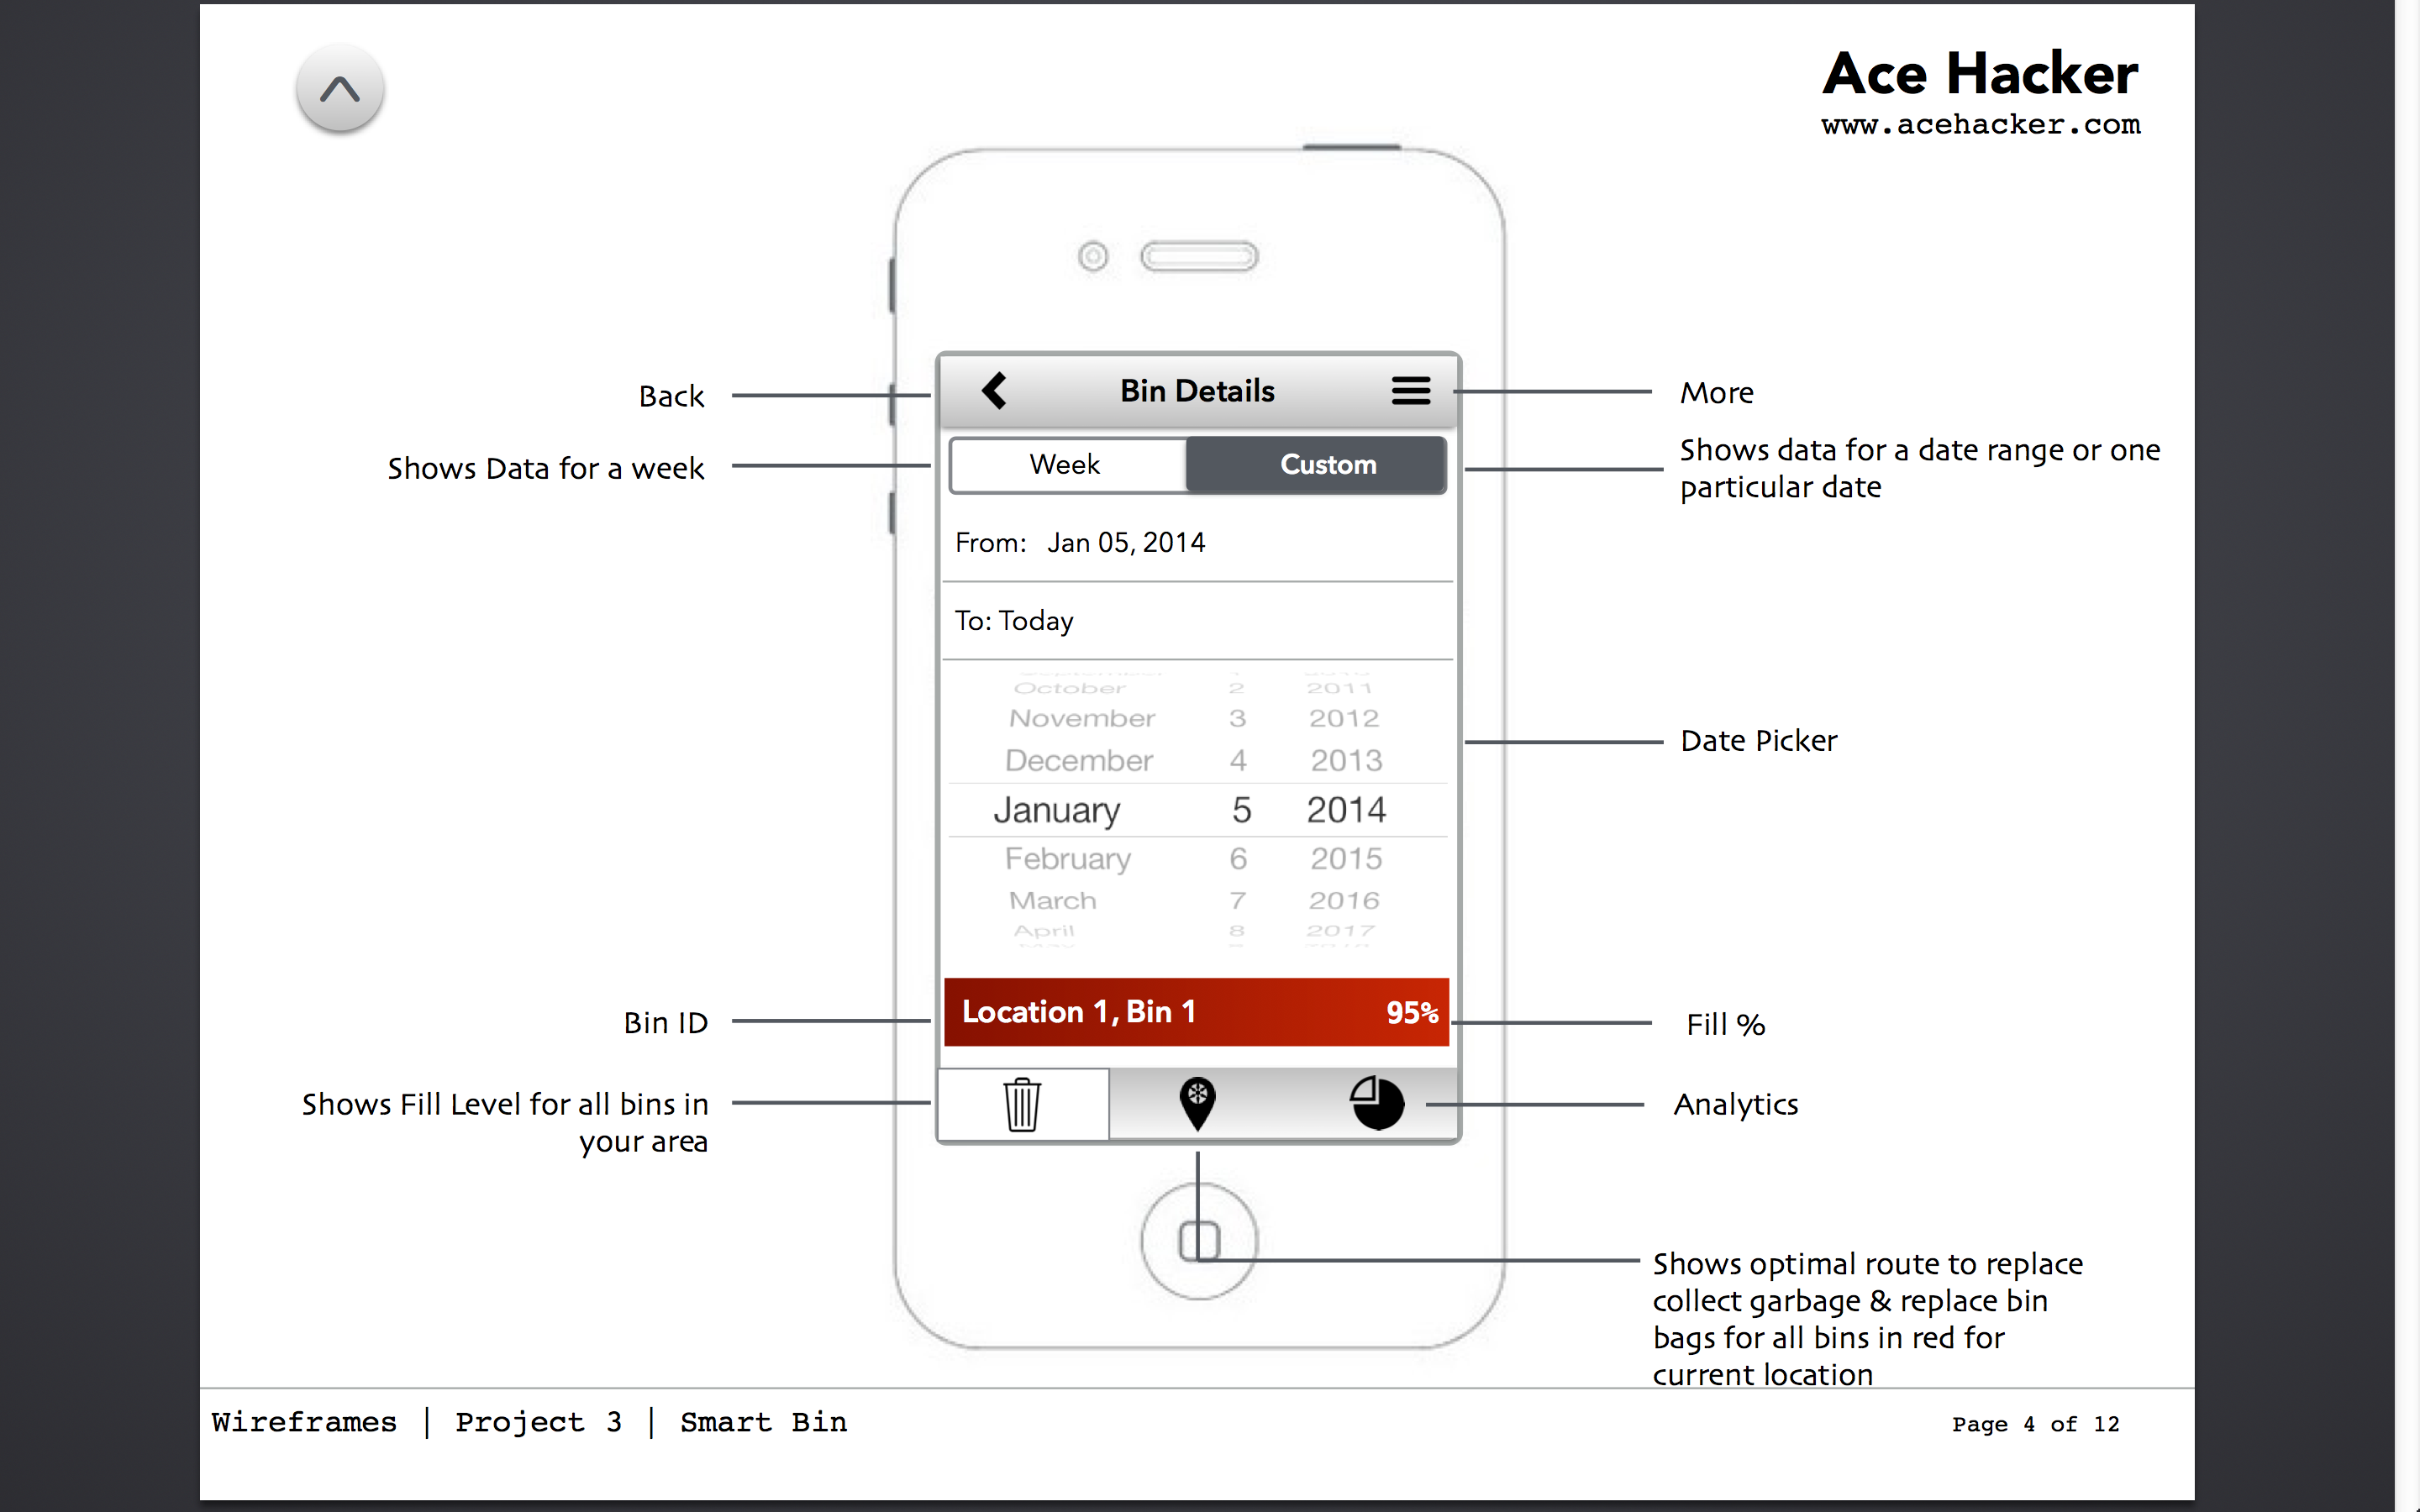 Ace Hacker
www.acehacker.com
Back
Bin Details
More
Shows Data for a week
Week
Custom
Shows data for a date range or one
particular date
From: Jan 05, 2014
To: Today
October 2 2011
November 3 2012
December 4 2013
January 5 2014
February 6 2015
March 7 2016
April 8 2017
Date Picker
Bin ID
Location 1, Bin 1 95%
Fill %
Shows Fill Level for all bins in
your area
Analytics
Shows optimal route to replace
collect garbage & replace bin
bags for all bins in red for
current location
Wireframes | Project 3 | Smart Bin
Page 4 of 12